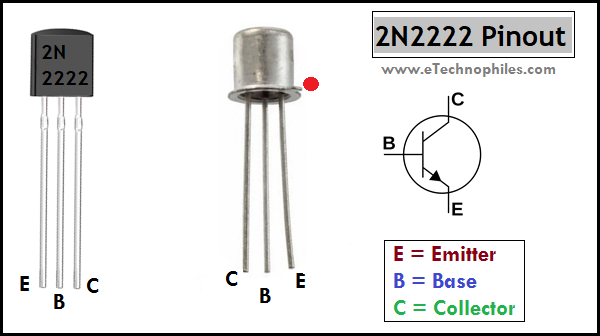 2N2222 Pinout
www.eTechnophiles.com
2N
2222
C
B
E
E
B
C
C
B
E
E = Emitter
B = Base
C = Collector